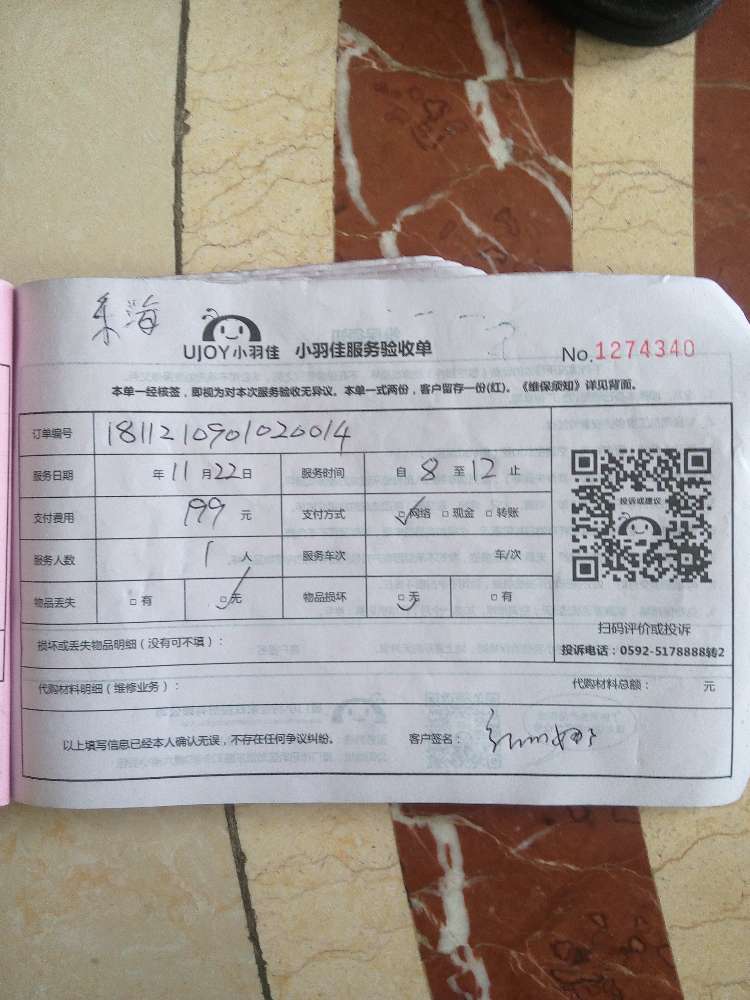 UJOY小羽佳 小羽佳服务验收单 No.1274340
本单一经核签，即视为对本次服务验收无异议。本单一式两份，客户留存一份(红)。《维保须知》详见背面。
订单编号 1811210901020014
服务日期 年11月22日 服务时间 自8至12止
支付费用 199元 支付方式 □网络 □现金 □转账
服务人数 1人 服务车次 车/次
物品丢失 □有 □无 物品损坏 □无 □有
投诉或建议
扫码评价或投诉
投诉电话：0592-5178888转2
损坏或丢失物品明细（没有可不填）：
代购材料明细（维修业务）： 代购材料总额： 元
以上填写信息已经本人确认无误，不存在任何争议纠纷。 客户签名：